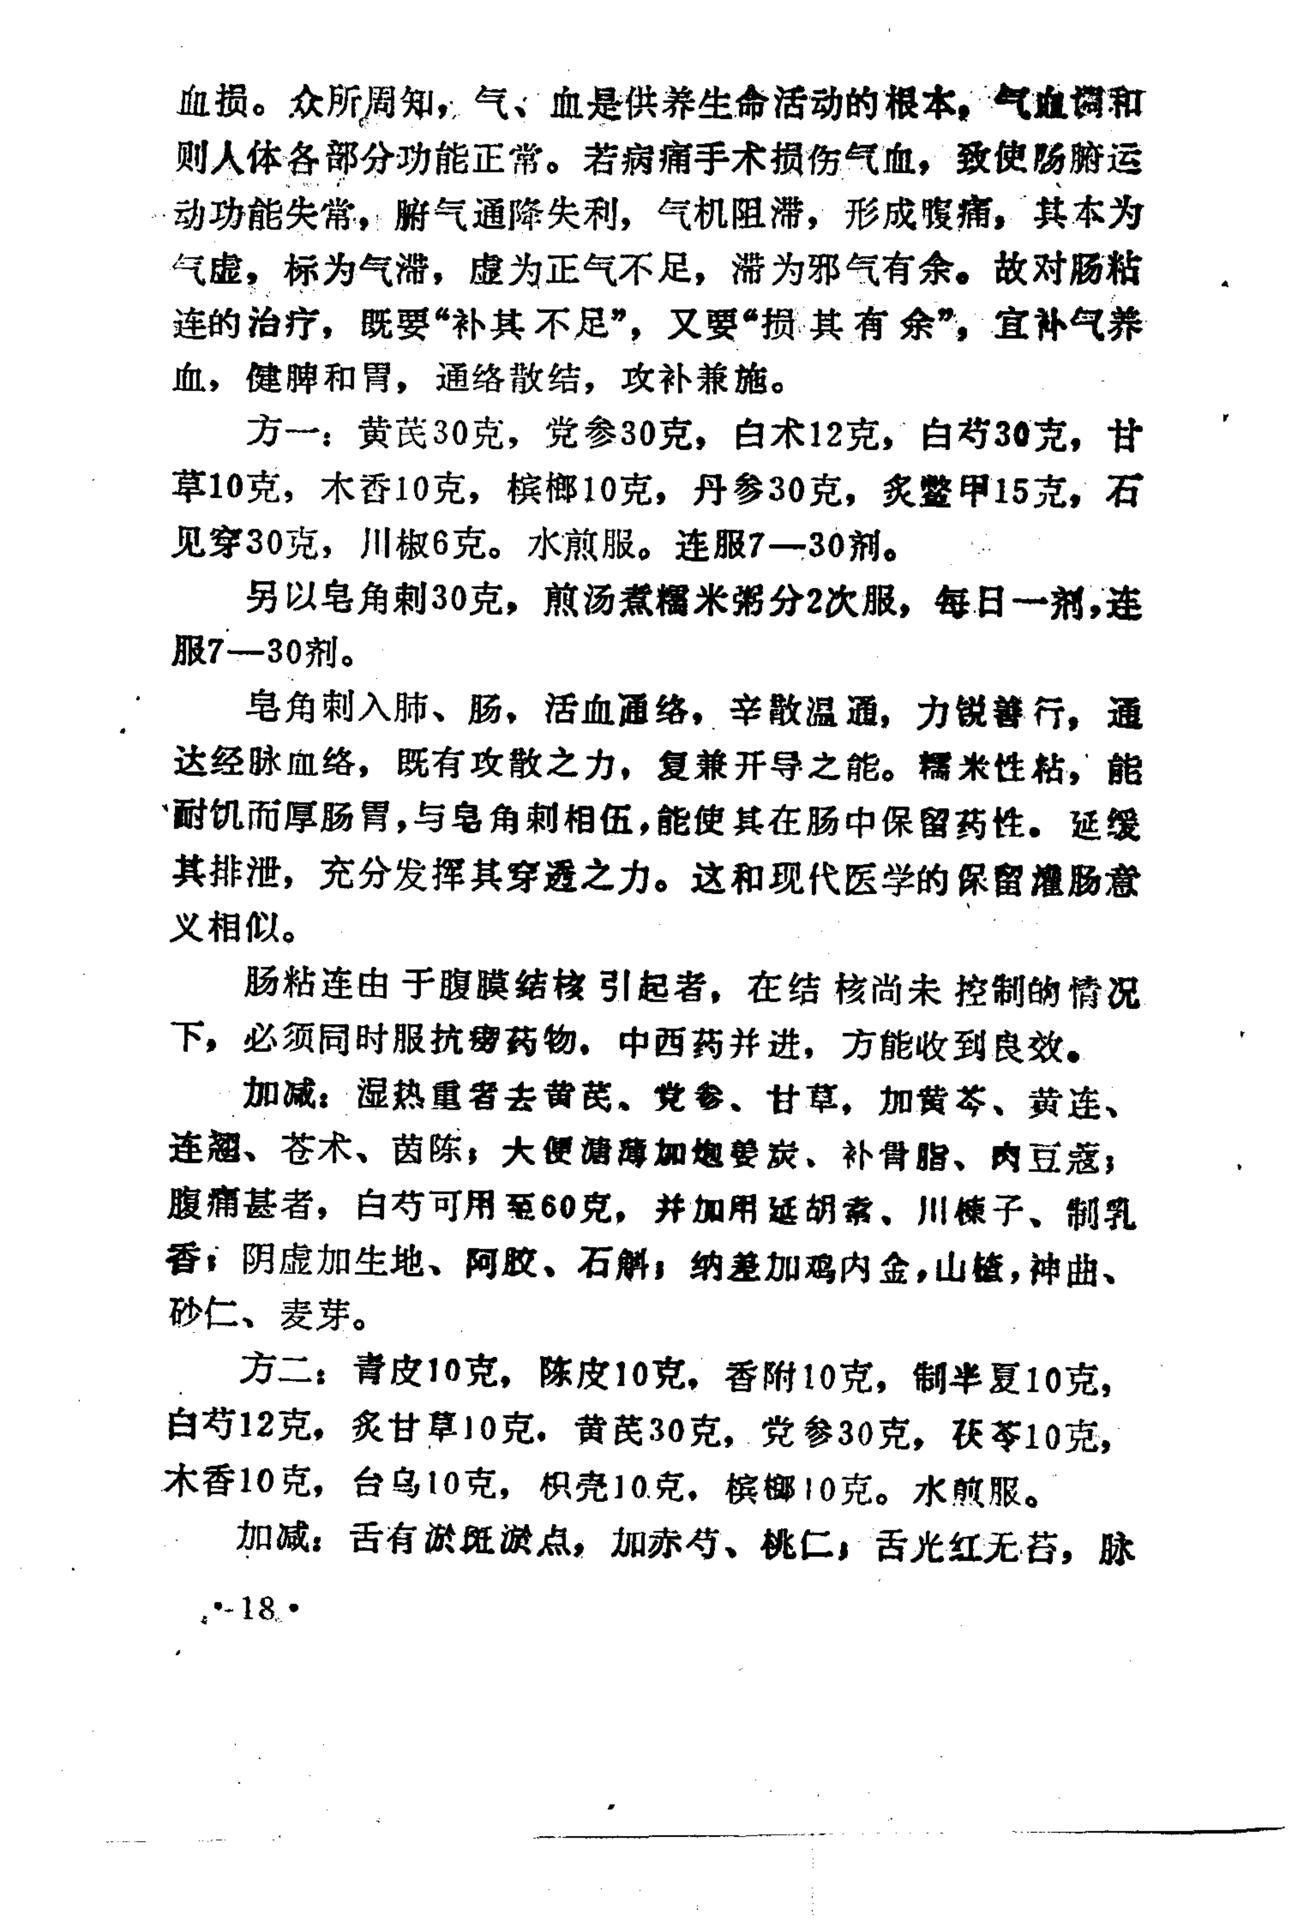 血损。众所周知，气、血是供养生命活动的根本，气血调和
则人体各部分功能正常。若病痛手术损伤气血，致使肠腑运
动功能失常，腑气通降失利，气机阻滞，形成腹痛，其本为
气虚，标为气滞，虚为正气不足，滞为邪气有余。故对肠粘
连的治疗，既要“补其不足”，又要“损其有余”，宜补气养
血，健脾和胃，通络散结，攻补兼施。
方一：黄芪30克，党参30克，白术12克，白芍30克，甘
草10克，木香10克，槟榔10克，丹参30克，炙鳖甲15克，石
见穿30克，川椒6克。水煎服。连服7—30剂。
另以皂角刺30克，煎汤煮糯米粥分2次服，每日一剂，连
服7—30剂。
皂角刺入肺、肠，活血通络，辛散温通，力锐善行，通
达经脉血络，既有攻散之力，复兼开导之能。糯米性粘，能
耐饥而厚肠胃，与皂角刺相伍，能使其在肠中保留药性。延缓
其排泄，充分发挥其穿透之力。这和现代医学的保留灌肠意
义相似。
肠粘连由于腹膜结核引起者，在结核尚未控制的情况
下，必须同时服抗痨药物，中西药并进，方能收到良效。
加减：湿热重者去黄芪、党参、甘草，加黄芩、黄连、
连翘、苍术、茵陈；大便溏薄加炮姜炭、补骨脂、肉豆蔻；
腹痛甚者，白芍可用至60克，并加用延胡索、川楝子、制乳
香；阴虚加生地、阿胶、石斛；纳差加鸡内金，山楂，神曲、
砂仁、麦芽。
方二：青皮10克，陈皮10克，香附10克，制半夏10克，
白芍12克，炙甘草10克，黄芪30克，党参30克，茯苓10克，
木香10克，台乌10克，枳壳10克，槟榔10克。水煎服。
加减：舌有淤斑淤点，加赤芍、桃仁；舌光红无苔，脉
•18•